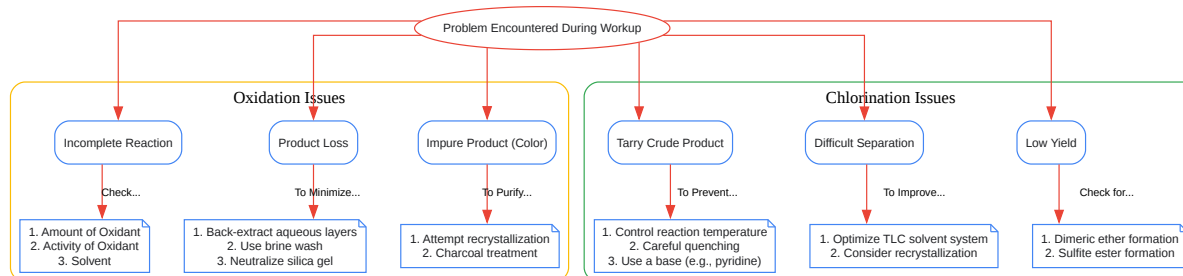 Problem Encountered During Workup
Oxidation Issues
Chlorination Issues
Incomplete Reaction
Product Loss
Impure Product (Color)
Tarry Crude Product
Difficult Separation
Low Yield
Check...
To Minimize...
To Purify...
To Prevent...
To Improve...
Check for...
1. Amount of Oxidant
2. Activity of Oxidant
3. Solvent
1. Back-extract aqueous layers
2. Use brine wash
3. Neutralize silica gel
1. Attempt recrystallization
2. Charcoal treatment
1. Control reaction temperature
2. Careful quenching
3. Use a base (e.g., pyridine)
1. Optimize TLC solvent system
2. Consider recrystallization
1. Dimeric ether formation
2. Sulfite ester formation